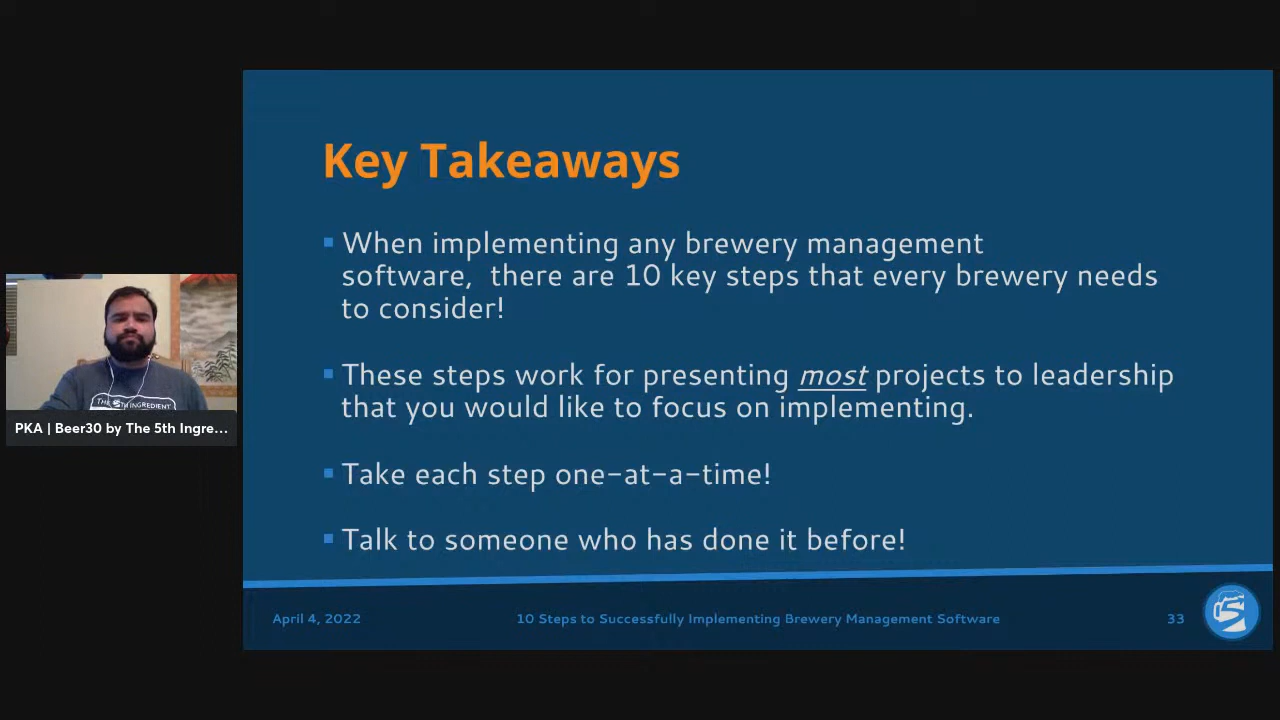 Key Takeaways
When implementing any brewery management
software,  there are 10 key steps that every brewery needs
to consider!
These steps work for presenting most projects to leadership
that you would like to focus on implementing.
Take each step one-at-a-time!
Talk to someone who has done it before!
April 4, 2022
10 Steps to Successfully Implementing Brewery Management Software
33
THE 5TH INGREDIENT
PKA | Beer30 by The 5th Ingre...